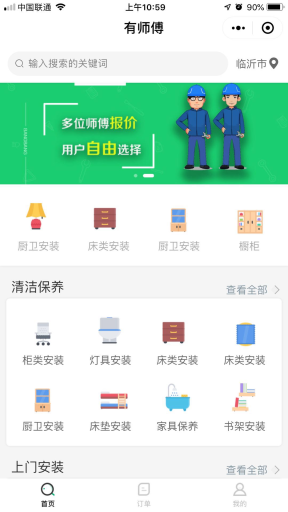 中国联通 上午10:59 90%
有师傅
输入搜索的关键词 临沂市
多位师傅报价
用户自由选择
厨卫安装 床类安装 厨卫安装 橱柜
清洁保养 查看全部
柜类安装 灯具安装 床类安装 床类安装
厨卫安装 床垫安装 家具保养 书架安装
上门安装 查看全部
首页 订单 我的